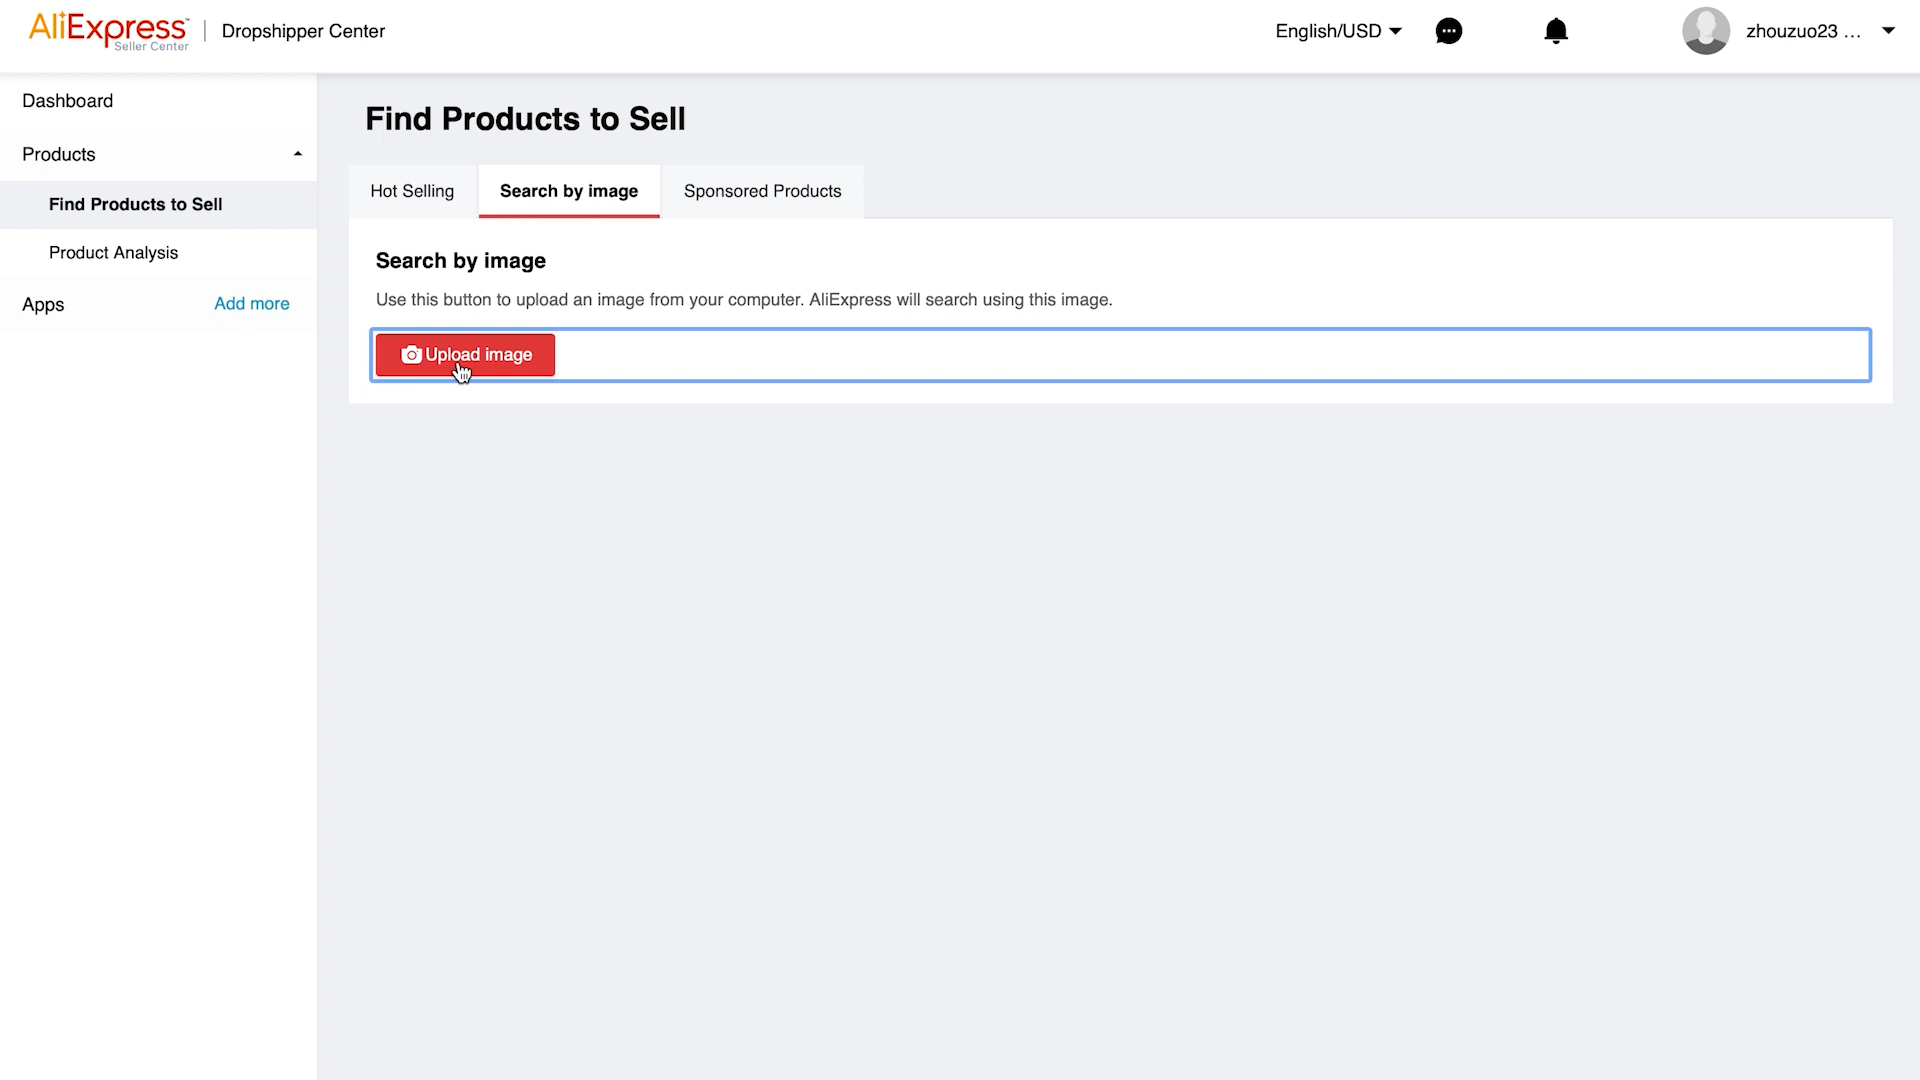 AliExpress
Seller Center
Dropshipper Center
English/USD
zhouzuo23 ...
Dashboard
Products
Find Products to Sell
Product Analysis
Apps
Add more
Find Products to Sell
Hot Selling
Search by image
Sponsored Products
Search by image
Use this button to upload an image from your computer. AliExpress will search using this image.
Upload image